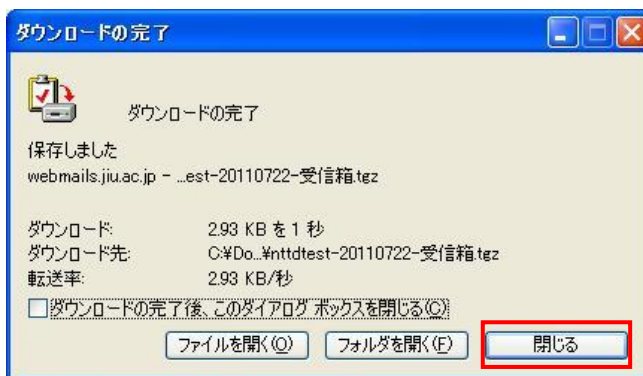 ダウンロードの完了
ダウンロードの完了
保存しました
webmails.jiu.ac.jp - ...est-20110722-受信箱.tgz
ダウンロード: 2.93 KB を 1 秒
ダウンロード先: C:¥Do...¥nttdtest-20110722-受信箱.tgz
転送率: 2.93 KB/秒
ダウンロードの完了後、このダイアログ ボックスを閉じる(C)
ファイルを開く(O) フォルダを開く(F) 閉じる